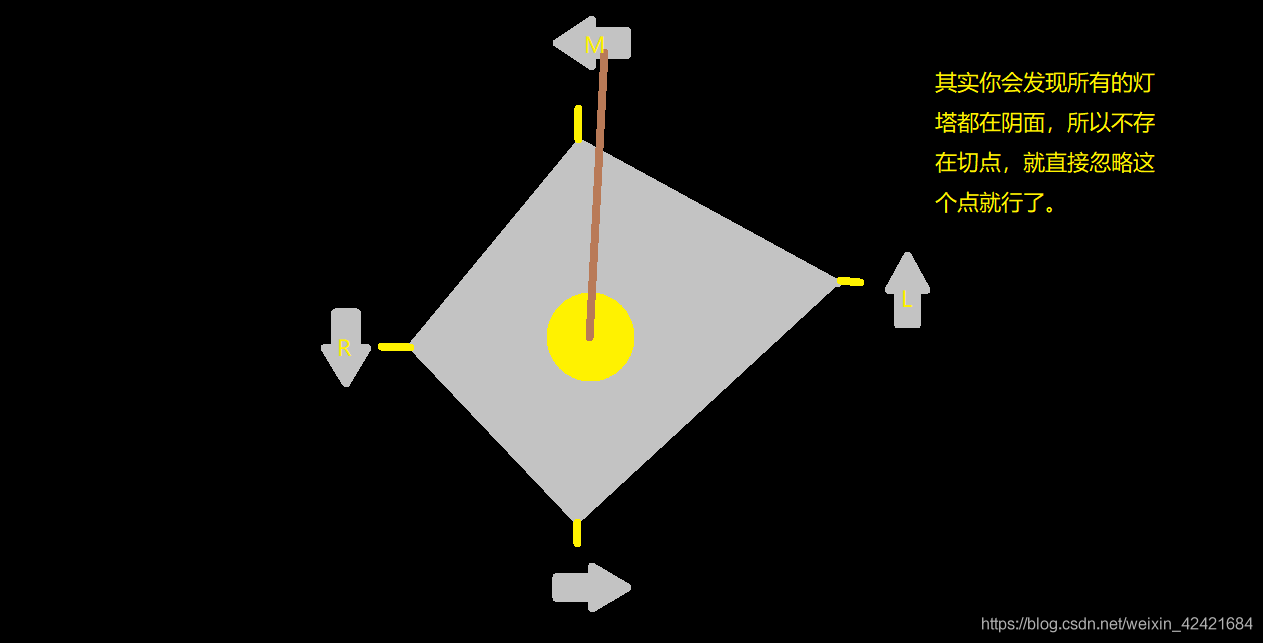 M
其实你会发现所有的灯
塔都在阴面，所以不存
在切点，就直接忽略这
个点就行了。
L
R
https://blog.csdn.net/weixin_42421684